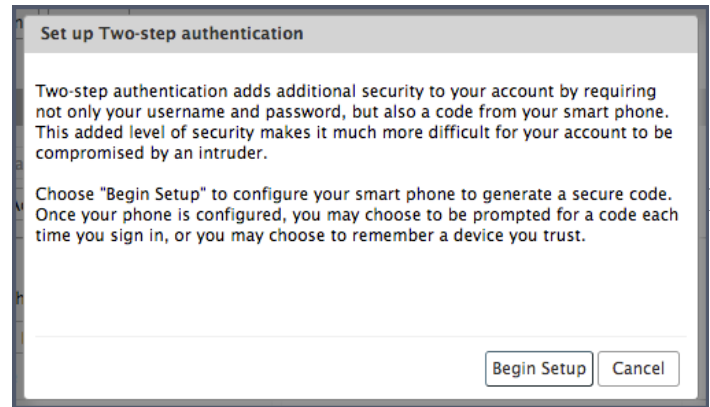 Set up Two-step authentication
Two-step authentication adds additional security to your account by requiring
not only your username and password, but also a code from your smart phone.
This added level of security makes it much more difficult for your account to be
compromised by an intruder.
Choose "Begin Setup" to configure your smart phone to generate a secure code.
Once your phone is configured, you may choose to be prompted for a code each
time you sign in, or you may choose to remember a device you trust.
Begin Setup Cancel